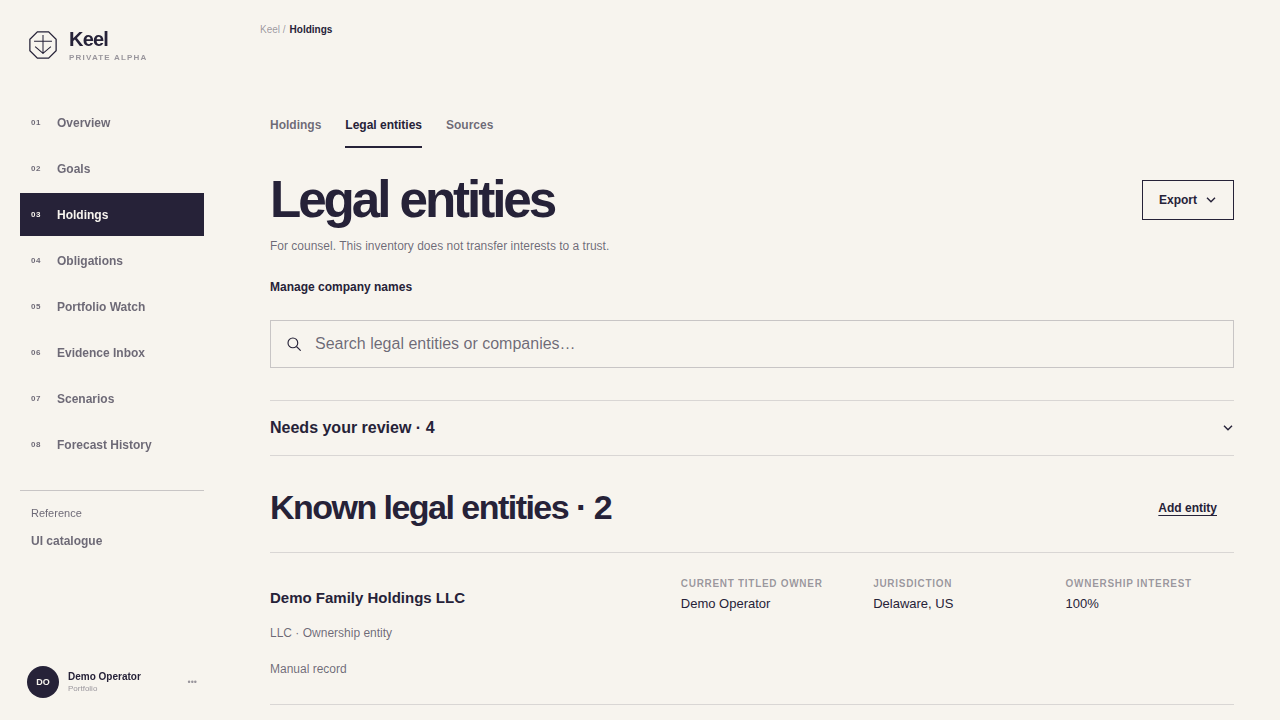 Keel
PRIVATE ALPHA
01 Overview
02 Goals
03 Holdings
04 Obligations
05 Portfolio Watch
06 Evidence Inbox
07 Scenarios
08 Forecast History
Reference
UI catalogue
DO
Demo Operator
Portfolio
Keel / Holdings
Holdings Legal entities Sources
Legal entities
Export
For counsel. This inventory does not transfer interests to a trust.
Manage company names
Search legal entities or companies…
Needs your review · 4
Known legal entities · 2
Add entity
Demo Family Holdings LLC
LLC · Ownership entity
Manual record
CURRENT TITLED OWNER
Demo Operator
JURISDICTION
Delaware, US
OWNERSHIP INTEREST
100%